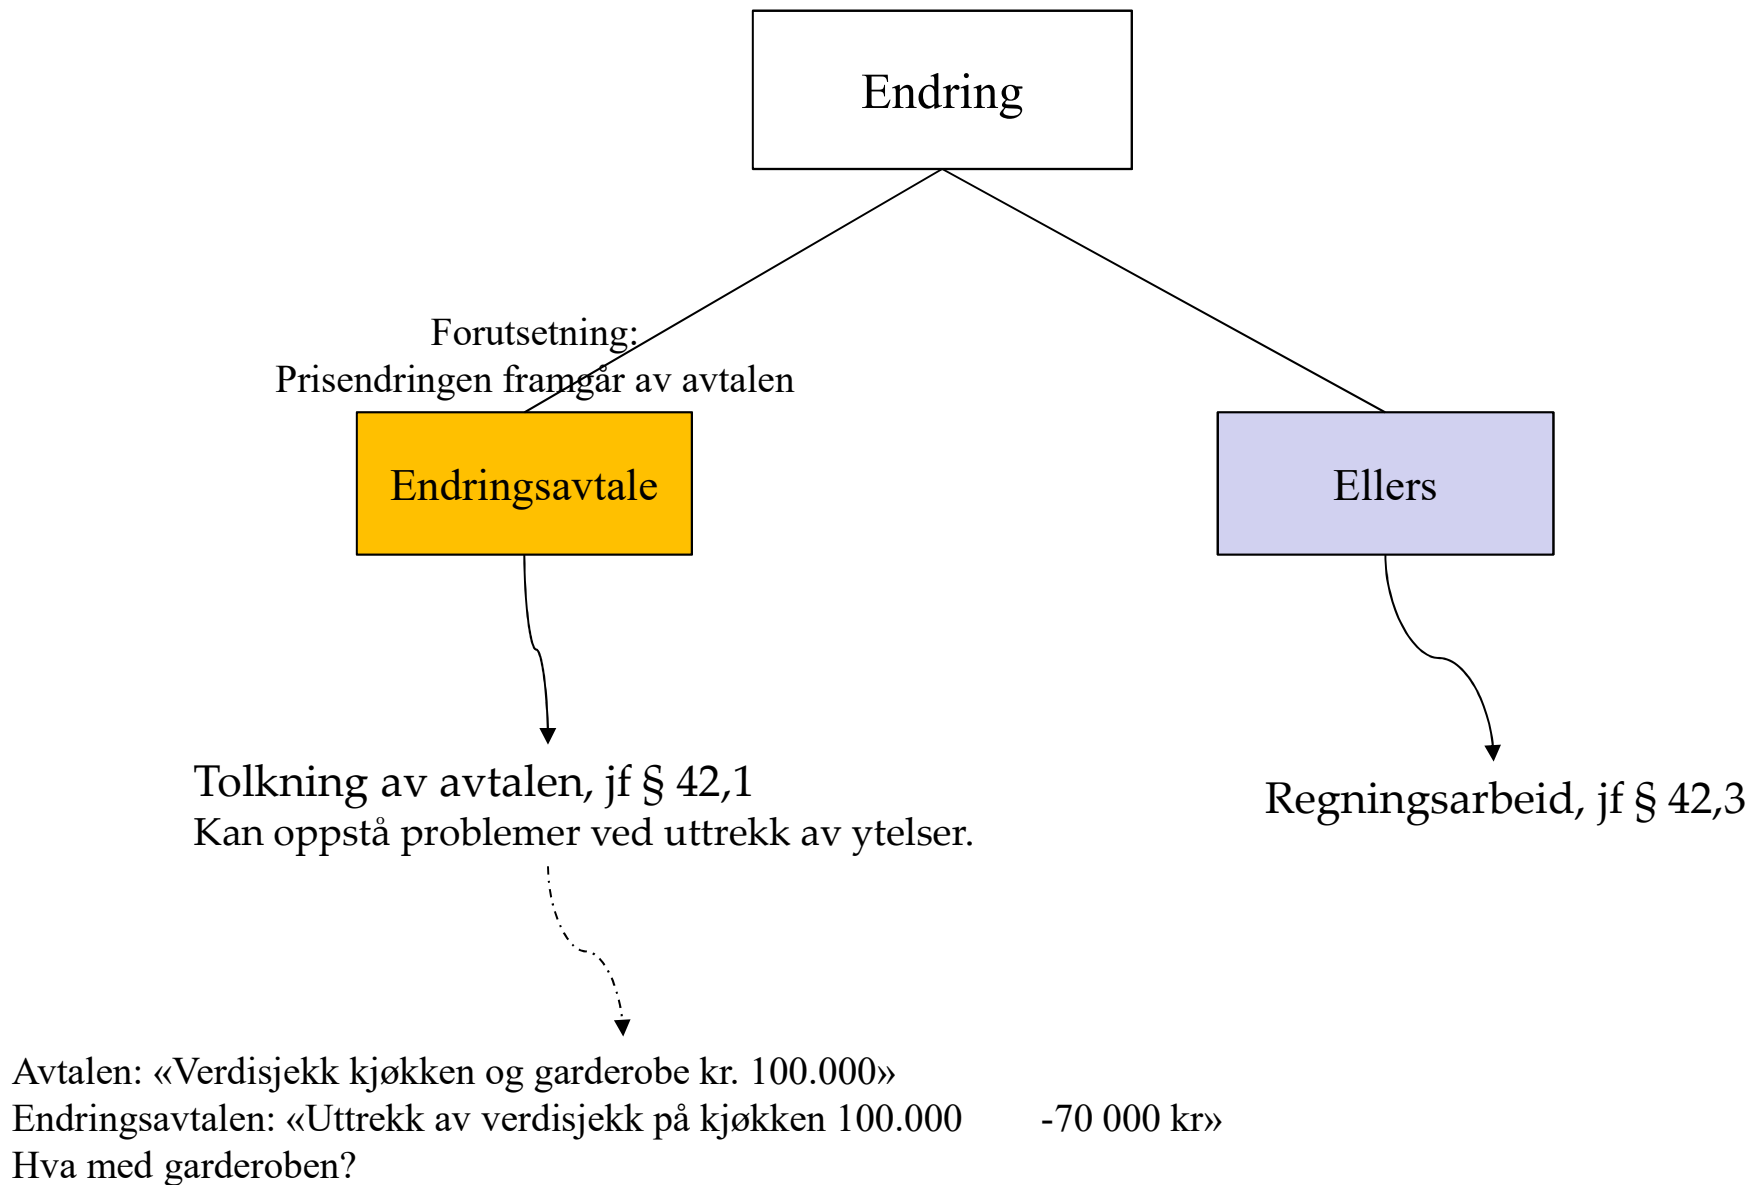 Endring
Forutsetning:
Prisendringen framgår av avtalen
Endringsavtale
Ellers
Tolkning av avtalen, jf § 42,1
Kan oppstå problemer ved uttrekk av ytelser.
Regningsarbeid, jf § 42,3
Avtalen: «Verdisjekk kjøkken og garderobe kr. 100.000»
Endringsavtalen: «Uttrekk av verdisjekk på kjøkken 100.000 -70 000 kr»
Hva med garderoben?